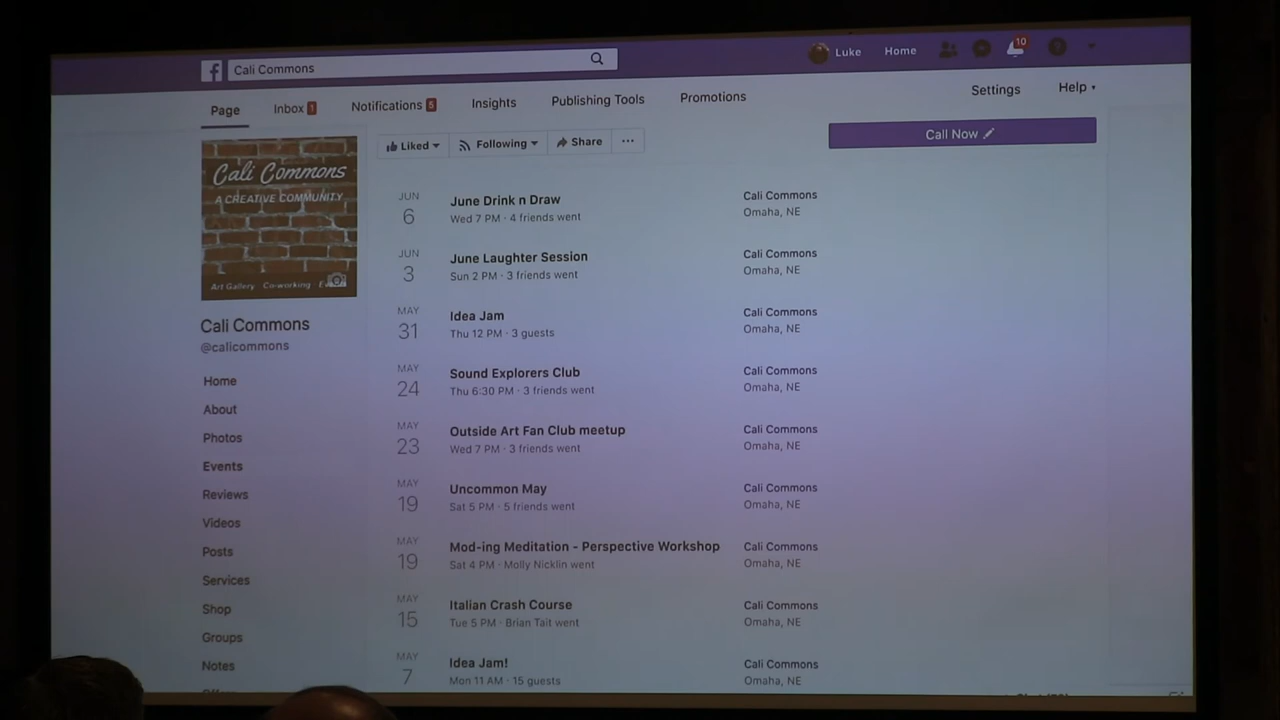 f Cali Commons
Luke Home 10
Page Inbox 1 Notifications 5 Insights Publishing Tools Promotions Settings Help
Cali Commons
A CREATIVE COMMUNITY
Art Gallery Co-working
Cali Commons
@calicommons
Home
About
Photos
Events
Reviews
Videos
Posts
Services
Shop
Groups
Notes
Liked Following Share ...
Call Now
JUN
6
June Drink n Draw
Wed 7 PM · 4 friends went
Cali Commons
Omaha, NE
JUN
3
June Laughter Session
Sun 2 PM · 3 friends went
Cali Commons
Omaha, NE
MAY
31
Idea Jam
Thu 12 PM · 3 guests
Cali Commons
Omaha, NE
MAY
24
Sound Explorers Club
Thu 6:30 PM · 3 friends went
Cali Commons
Omaha, NE
MAY
23
Outside Art Fan Club meetup
Wed 7 PM · 3 friends went
Cali Commons
Omaha, NE
MAY
19
Uncommon May
Sat 5 PM · 5 friends went
Cali Commons
Omaha, NE
MAY
19
Mod-ing Meditation - Perspective Workshop
Sat 4 PM · Molly Nicklin went
Cali Commons
Omaha, NE
MAY
15
Italian Crash Course
Tue 5 PM · Brian Tait went
Cali Commons
Omaha, NE
MAY
7
Idea Jam!
Mon 11 AM · 15 guests
Cali Commons
Omaha, NE